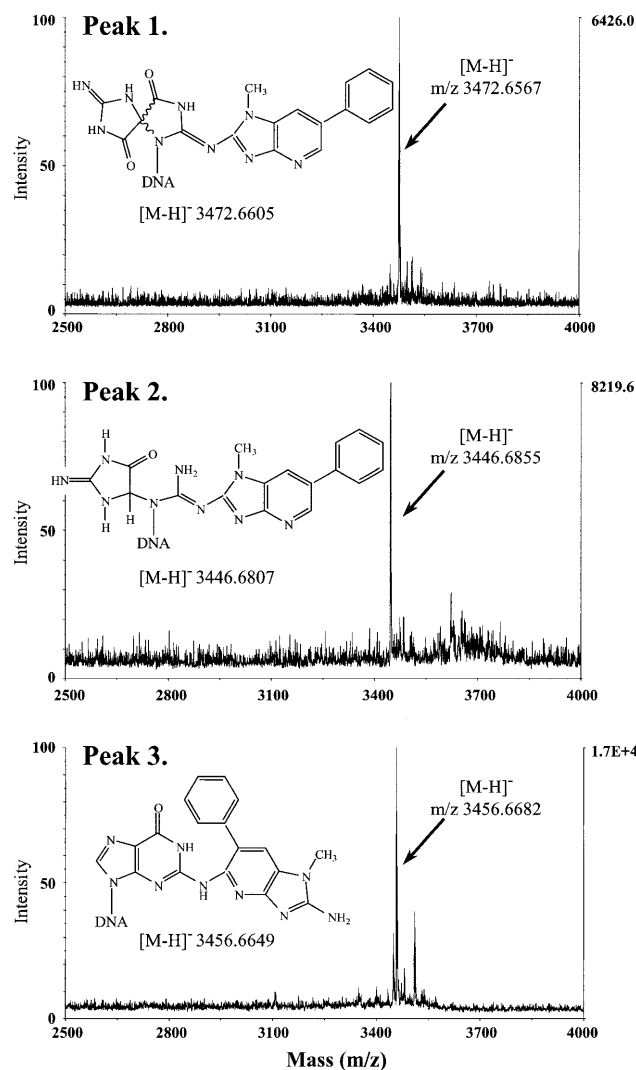 Peak 1.
100
6426.0
[M-H]-
m/z 3472.6567
O
H
N
HN
NH
CH3
N
HN
N
N
N
N
O
DNA
[M-H]- 3472.6605
50
Intensity
0
2500 2800 3100 3400 3700 4000
Peak 2.
100
8219.6
[M-H]-
m/z 3446.6855
H
N
O
CH3
NH2
N
HN
N
N
N
N
N
H
H
DNA
[M-H]- 3446.6807
50
Intensity
0
2500 2800 3100 3400 3700 4000
Peak 3.
100
1.7E+4
[M-H]-
m/z 3456.6682
O
N
NH
CH3
N
N
N
N
H
N
N
NH2
DNA
[M-H]- 3456.6649
50
Intensity
0
2500 2800 3100 3400 3700 4000
Mass (m/z)